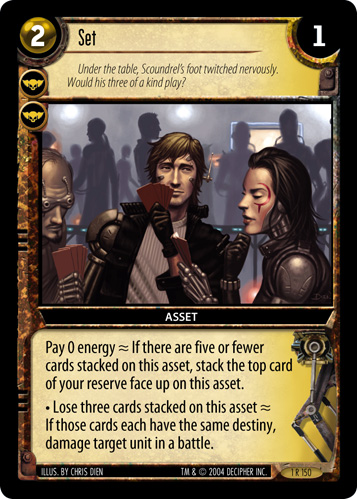 2
Set
1
Under the table, Scoundrel's foot twitched nervously.
Would his three of a kind play?
ASSET
Pay 0 energy ≈ If there are five or fewer
cards stacked on this asset, stack the top card
of your reserve face up on this asset.
• Lose three cards stacked on this asset ≈
If those cards each have the same destiny,
damage target unit in a battle.
ILLUS. BY CHRIS DIEN
TM & © 2004 DECIPHER INC.
1 R 150